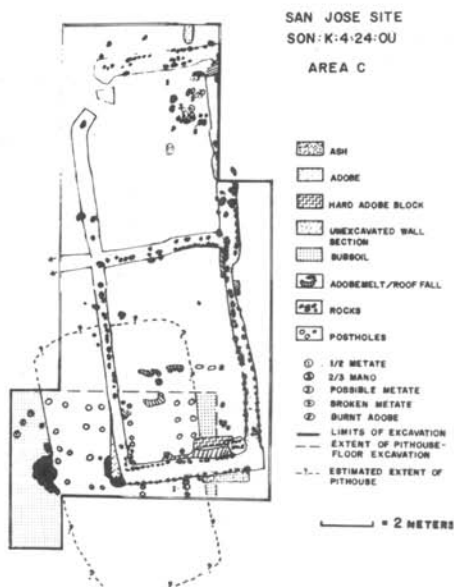 SAN JOSE SITE
SON:K:4:24:OU
AREA C
ASH
ADOBE
HARD ADOBE BLOCK
UNEXCAVATED WALL
SECTION
SUBSOIL
ADOBEMELT/ROOF FALL
ROCKS
POSTHOLES
1/2 METATE
2/3 MANO
POSSIBLE METATE
BROKEN METATE
BURNT ADOBE
LIMITS OF EXCAVATION
EXTENT OF PITHOUSE-
FLOOR EXCAVATION
ESTIMATED EXTENT OF
PITHOUSE
= 2 METERS